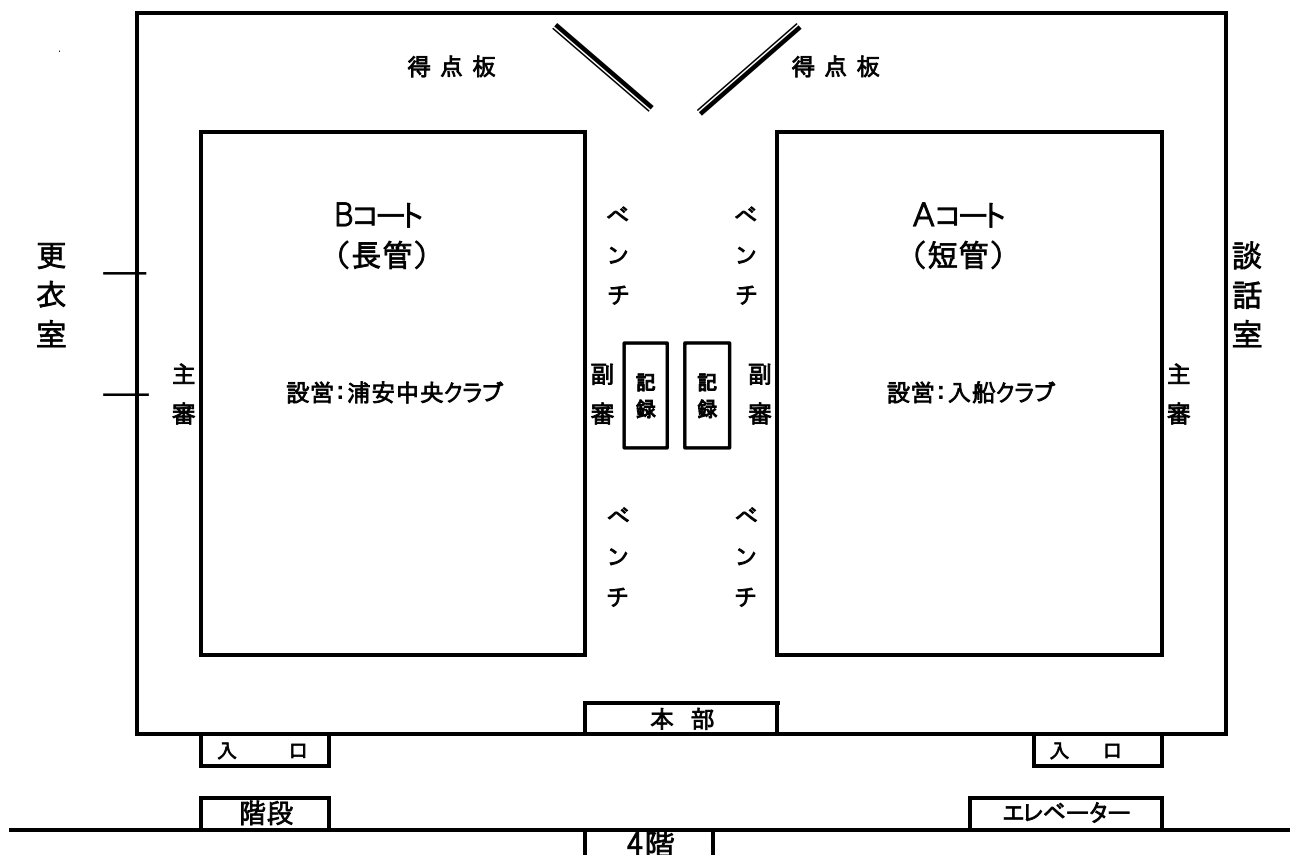 得点板
得点板
Bコート
（長管）
Aコート
（短管）
ベンチ
ベンチ
更衣室
談話室
主審
設営：浦安中央クラブ
副審
記録
記録
副審
設営：入船クラブ
主審
ベンチ
ベンチ
本部
入口
入口
階段
エレベーター
4階